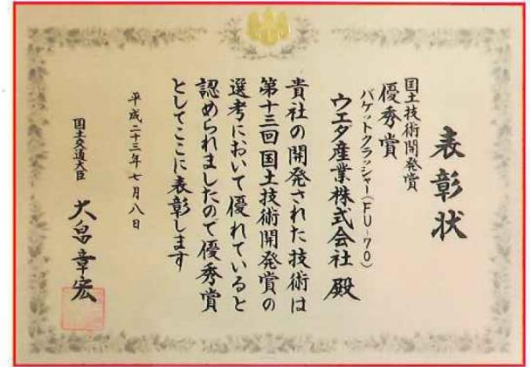 表彰状
国土技術開発賞
優秀賞
バケットクラッシャー(FU-70)
ウエダ産業株式会社 殿
貴社の開発された技術は
第十三回国土技術開発賞の
選考において優れていると
認められましたので優秀賞
としてここに表彰します
平成二十三年七月八日
国土交通大臣 大畠章宏